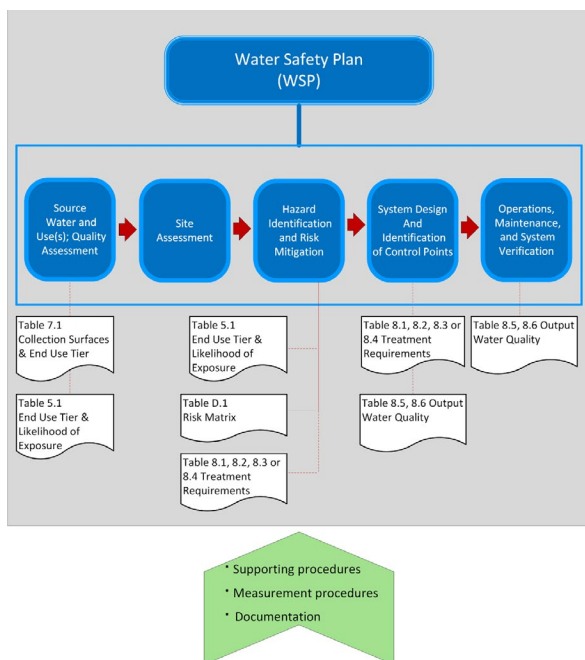 Water Safety Plan
(WSP)
Source
Water and
Use(s); Quality
Assessment
Site
Assessment
Hazard
Identification
and Risk
Mitigation
System Design
And
Identification
of Control Points
Operations,
Maintenance,
and System
Verification
Table 7.1
Collection Surfaces
& End Use Tier
Table 5.1
End Use Tier &
Likelihood of
Exposure
Table 5.1
End Use Tier &
Likelihood of
Exposure
Table D.1
Risk Matrix
Table 8.1, 8.2, 8.3 or
8.4 Treatment
Requirements
Table 8.1, 8.2, 8.3 or
8.4 Treatment
Requirements
Table 8.5, 8.6 Output
Water Quality
Table 8.5, 8.6 Output
Water Quality
• Supporting procedures
• Measurement procedures
• Documentation